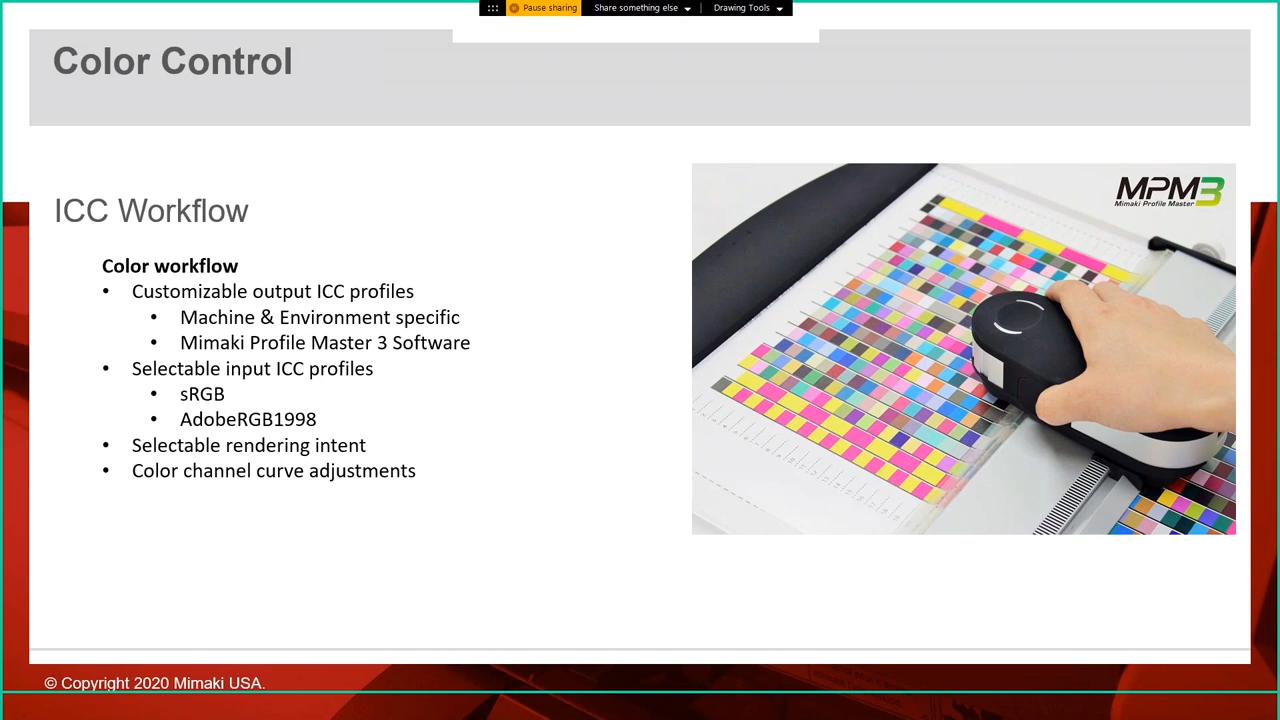 Pause sharing
Share something else
Drawing Tools
Color Control
MPM3
Mimaki Profile Master
ICC Workflow
Color workflow
• Customizable output ICC profiles
• Machine & Environment specific
• Mimaki Profile Master 3 Software
• Selectable input ICC profiles
• sRGB
• AdobeRGB1998
• Selectable rendering intent
• Color channel curve adjustments
© Copyright 2020 Mimaki USA.